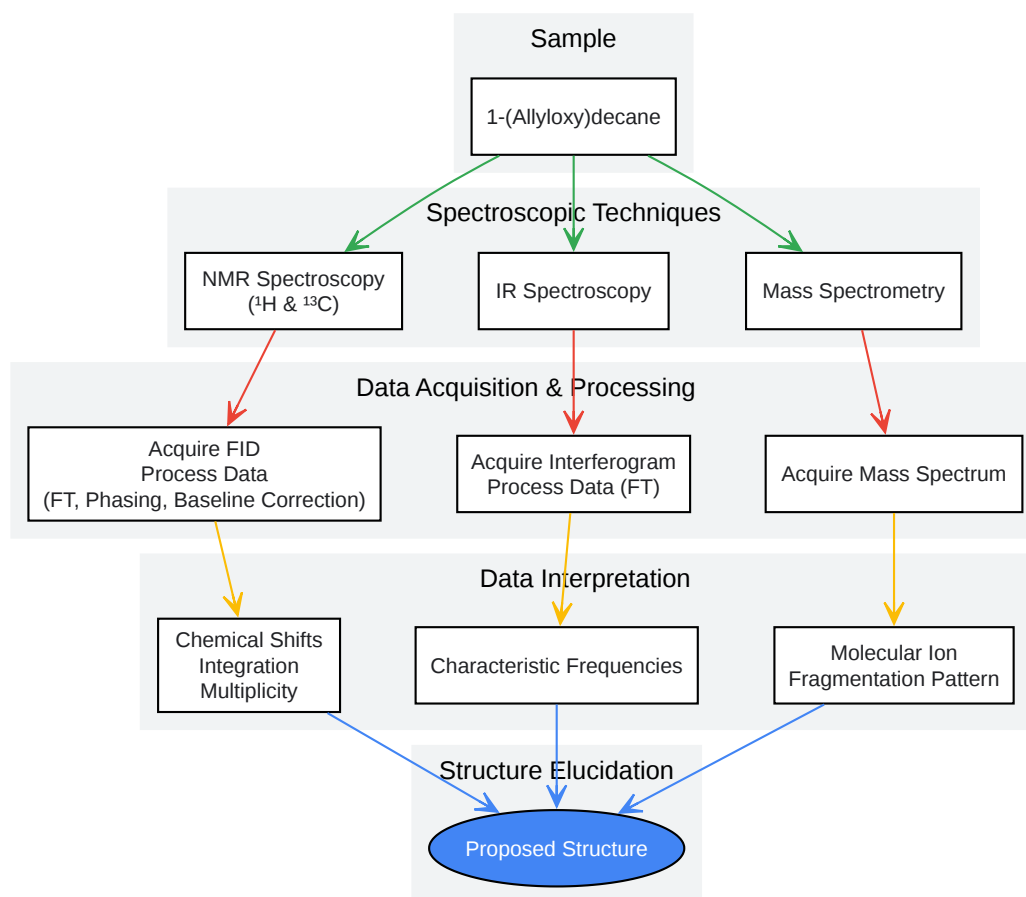 Sample
1-(Allyloxy)decane
Spectroscopic Techniques
NMR Spectroscopy
(¹H & ¹³C)
IR Spectroscopy
Mass Spectrometry
Data Acquisition & Processing
Acquire FID
Process Data
(FT, Phasing, Baseline Correction)
Acquire Interferogram
Process Data (FT)
Acquire Mass Spectrum
Data Interpretation
Chemical Shifts
Integration
Multiplicity
Characteristic Frequencies
Molecular Ion
Fragmentation Pattern
Structure Elucidation
Proposed Structure